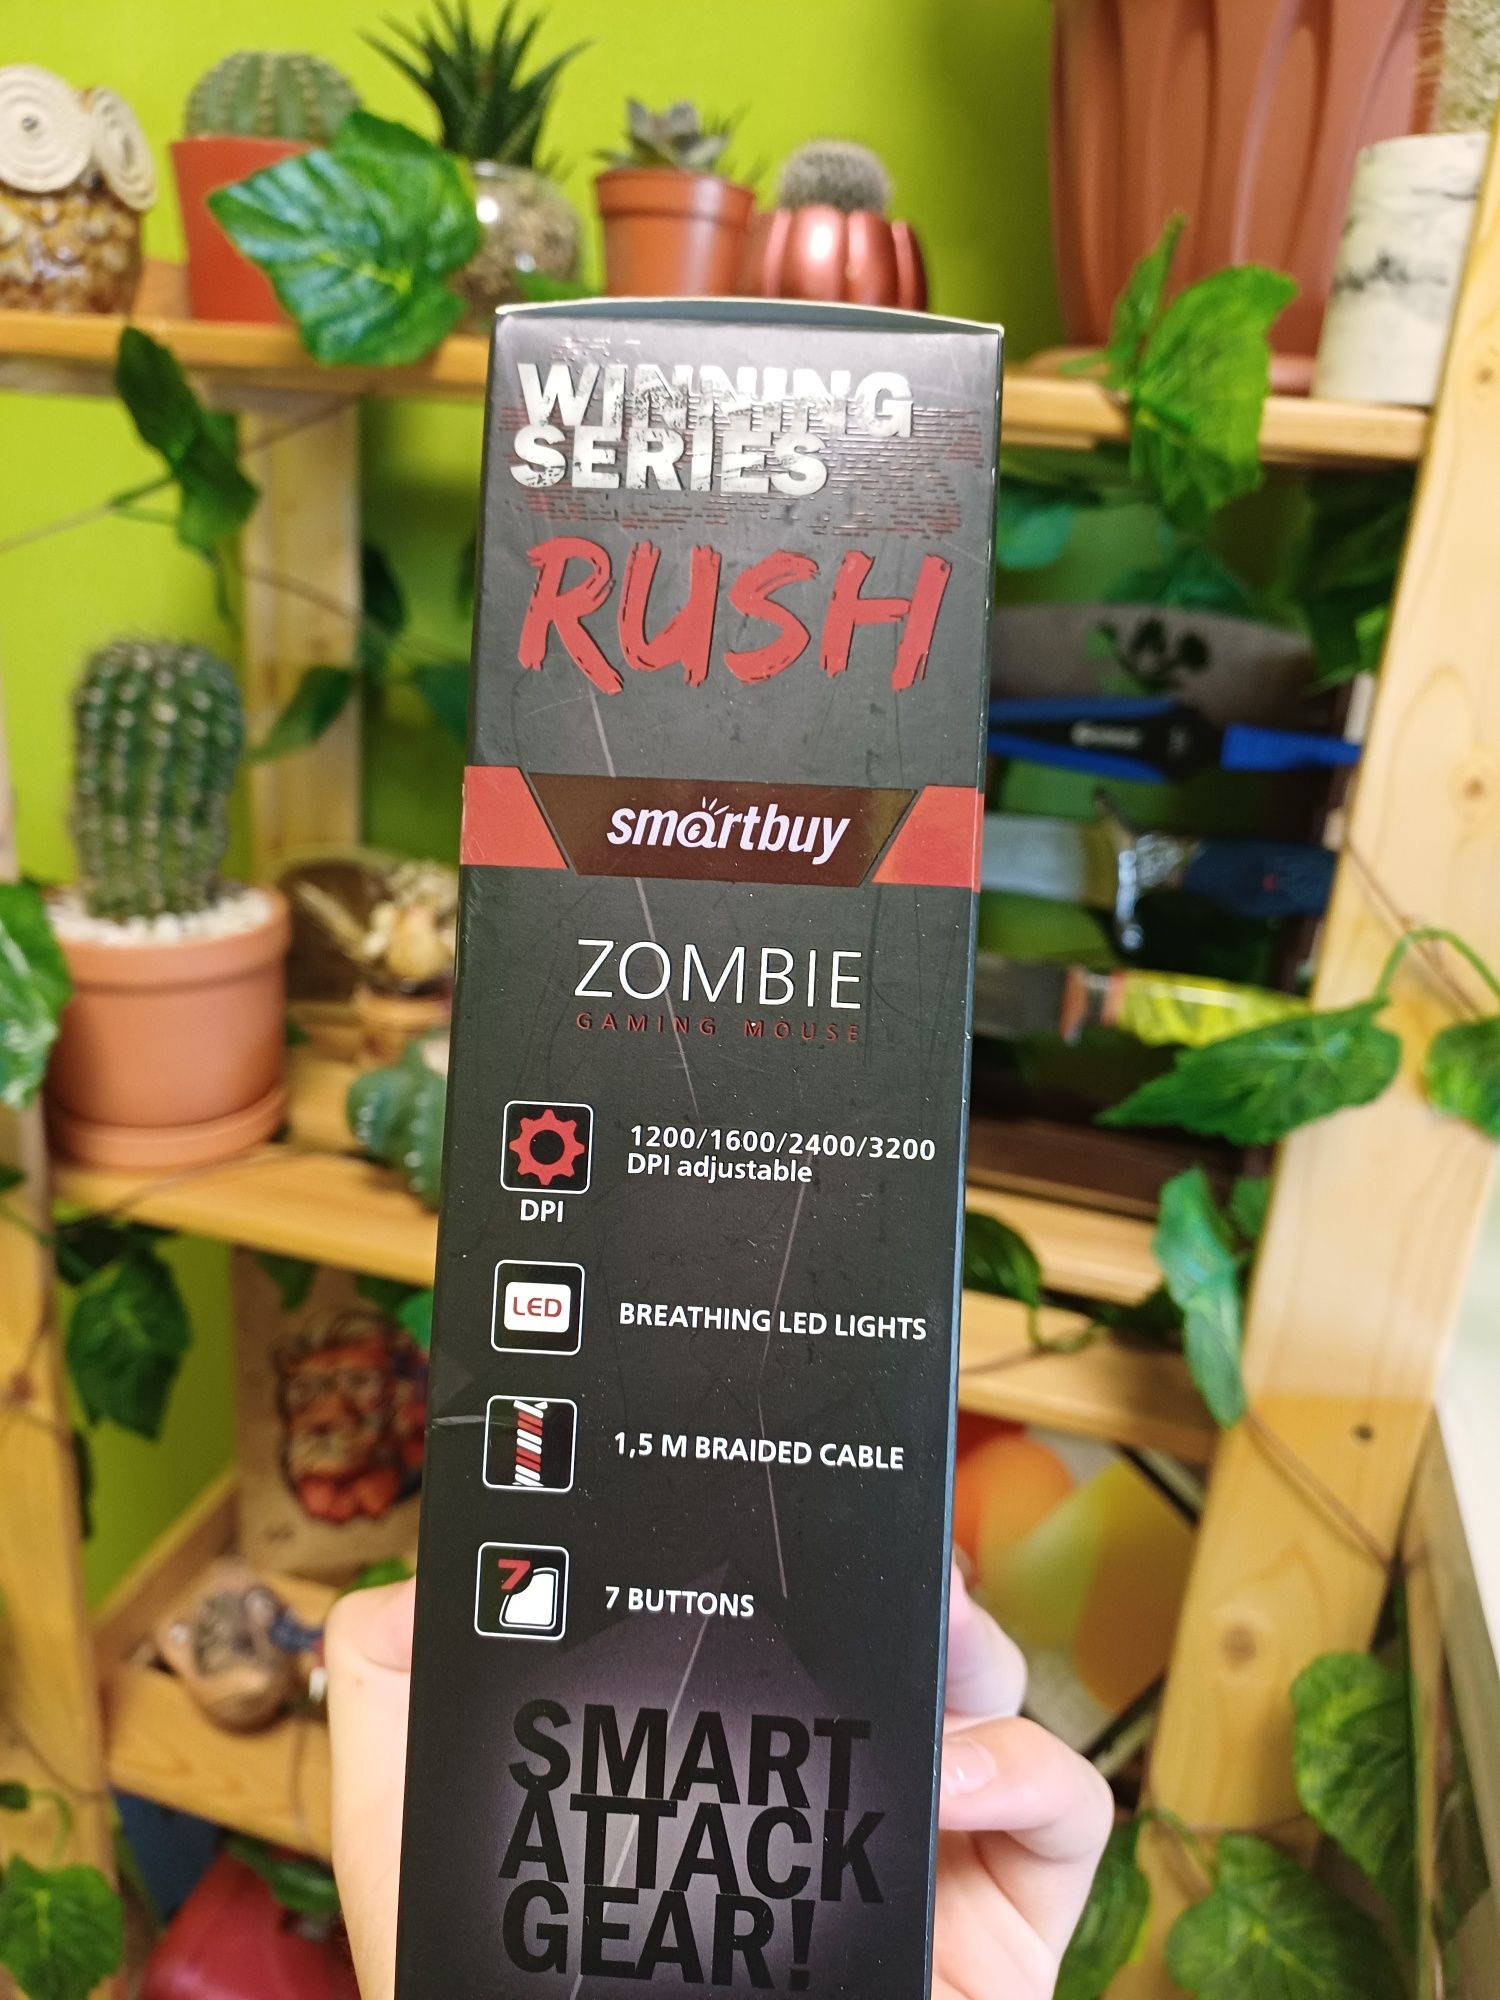 WINNING
SERIES
RUSH
smartbuy
ZOMBIE
GAMING MOUSE
1200/1600/2400/3200
DPI adjustable
DPI
LED
BREATHING LED LIGHTS
1,5 M BRAIDED CABLE
7
7 BUTTONS
SMART
ATTACK
GEAR!